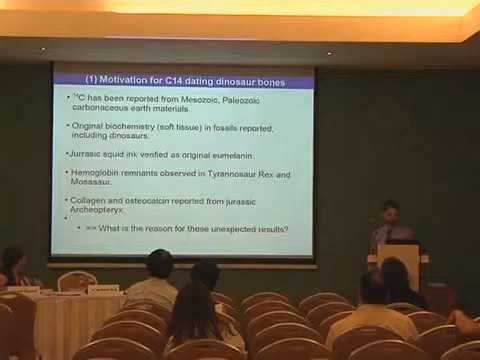 (1) Motivation for C14 dating dinosaur bones
• ¹⁴C has been reported from Mesozoic, Paleozoic
carbonaceous earth materials.
• Original biochemistry (soft tissue) in fossils reported,
including dinosaurs.
•Jurrasic squid ink verified as original eumelanin.
• Hemoglobin remnants observed in Tyrannosaur Rex and
Mosasaur.
• Collagen and osteocalcin reported from jurassic
Archeopteryx.
•
• => What is the reason for these unexpected results?